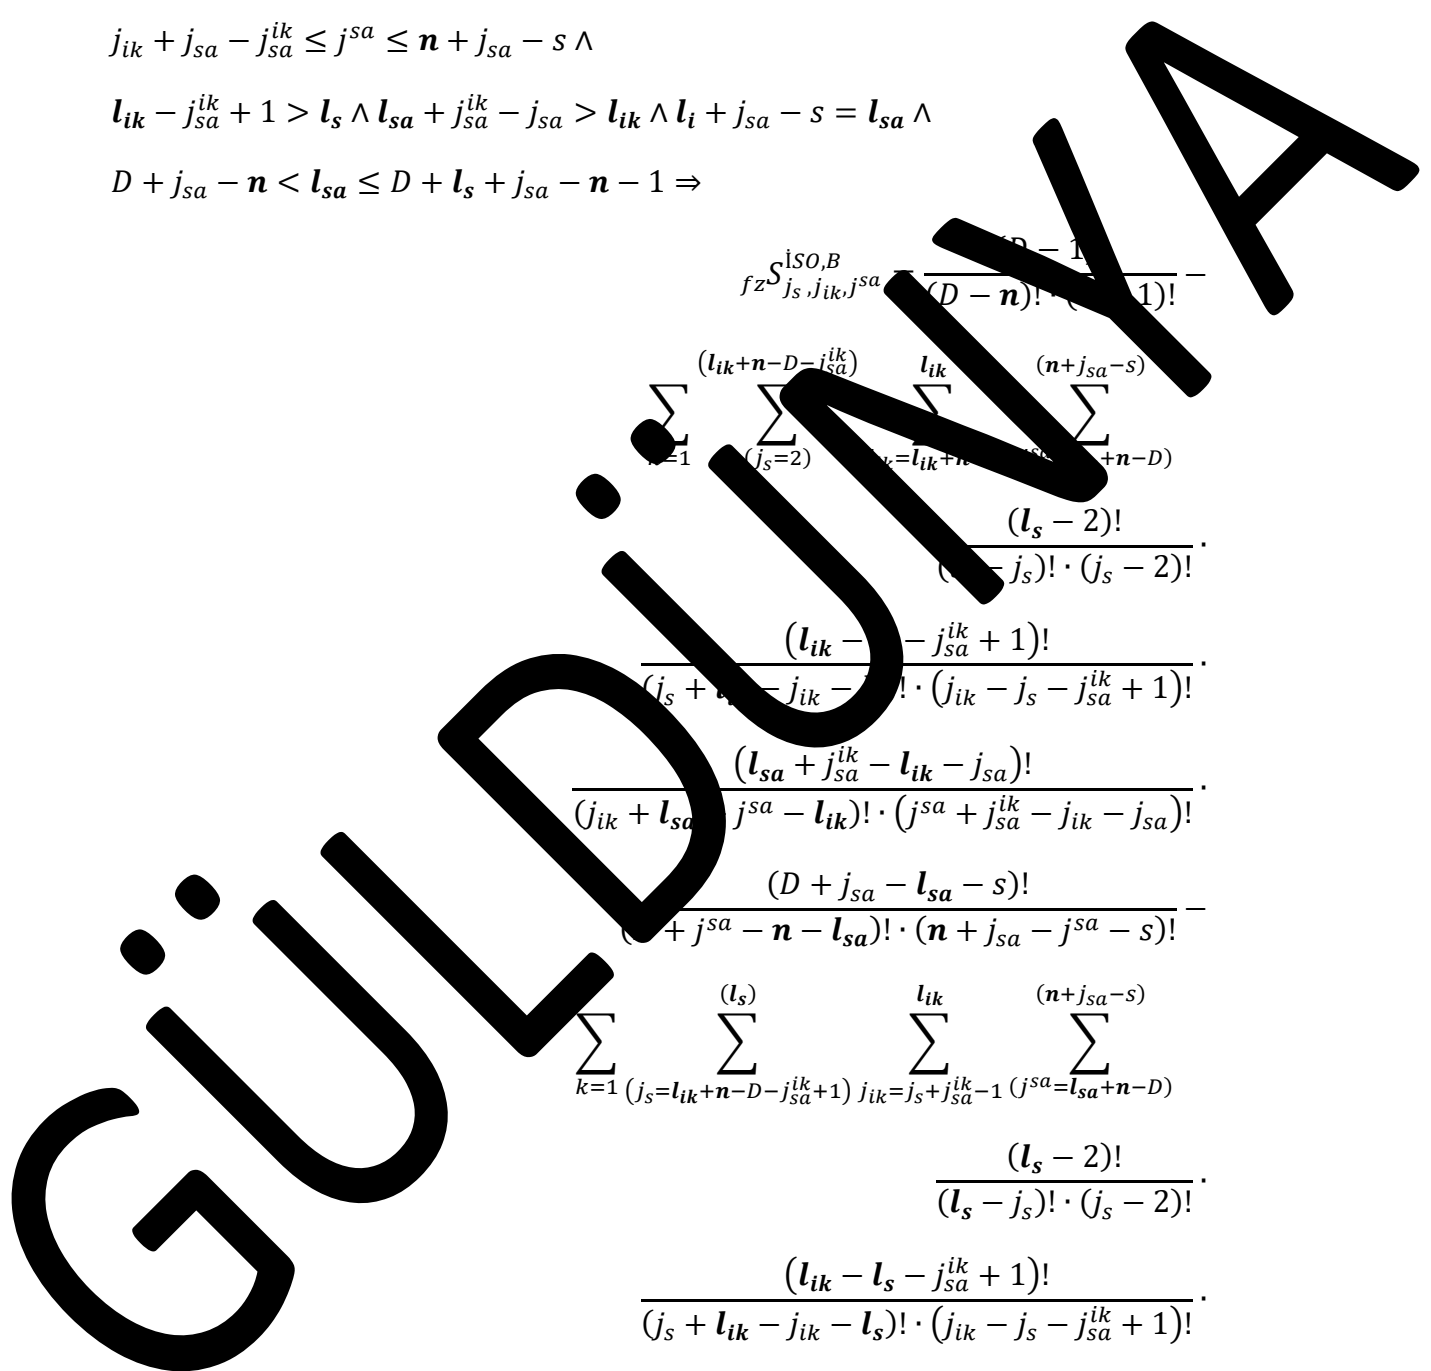 j_{ik} + j_{sa} − j_{sa}^{ik} ≤ j^{sa} ≤ n + j_{sa} − s ∧
l_{ik} − j_{sa}^{ik} + 1 > l_s ∧ l_{sa} + j_{sa}^{ik} − j_{sa} > l_{ik} ∧ l_i + j_{sa} − s = l_{sa} ∧
D + j_{sa} − n < l_{sa} ≤ D + l_s + j_{sa} − n − 1 ⇒
D − 1
_{fz}S_{j_s,j_{ik},j^{sa}}^{İSO,B} = −
(D − n)! · ( 1)!
(l_{ik}+n−D−j_{sa}^{ik}) l_{ik} (n+j_{sa}−s)
∑ ∑ ∑ ∑
=1 (j_s=2) =l_{ik}+n +n−D)
(l_s − 2)!
− j_s)! · (j_s − 2)! ·
(l_{ik} − − j_{sa}^{ik} + 1)!
(j_s + − j_{ik} − ! · (j_{ik} − j_s − j_{sa}^{ik} + 1)! ·
(l_{sa} + j_{sa}^{ik} − l_{ik} − j_{sa})!
(j_{ik} + l_{sa} j^{sa} − l_{ik})! · (j^{sa} + j_{sa}^{ik} − j_{ik} − j_{sa})! ·
(D + j_{sa} − l_{sa} − s)!
+ j^{sa} − n − l_{sa})! · (n + j_{sa} − j^{sa} − s)! −
(l_s) l_{ik} (n+j_{sa}−s)
∑ ∑ ∑ ∑
k=1 (j_s=l_{ik}+n−D−j_{sa}^{ik}+1) j_{ik}=j_s+j_{sa}^{ik}−1 (j^{sa}=l_{sa}+n−D)
(l_s − 2)!
(l_s − j_s)! · (j_s − 2)! ·
(l_{ik} − l_s − j_{sa}^{ik} + 1)!
(j_s + l_{ik} − j_{ik} − l_s)! · (j_{ik} − j_s − j_{sa}^{ik} + 1)! ·
GÜLDÜNYA